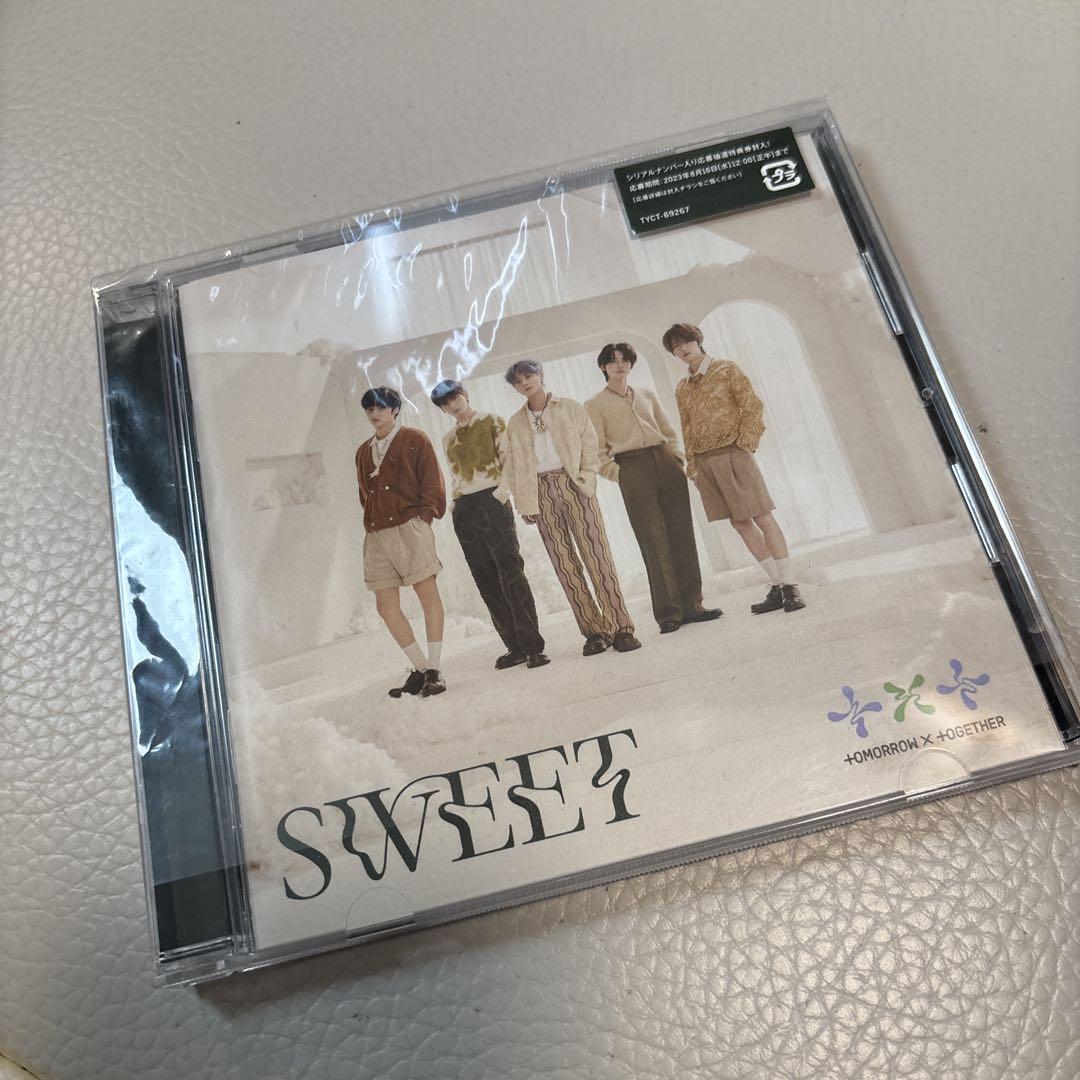 シリアルナンバー入り応募抽選特典券封入!
応募期間:2023年8月16日(水)12:00[正午]まで
(応募詳細は封入チラシをご覧ください)
プラ
TYCT-69267
SWEET
TOMORROW X TOGETHER